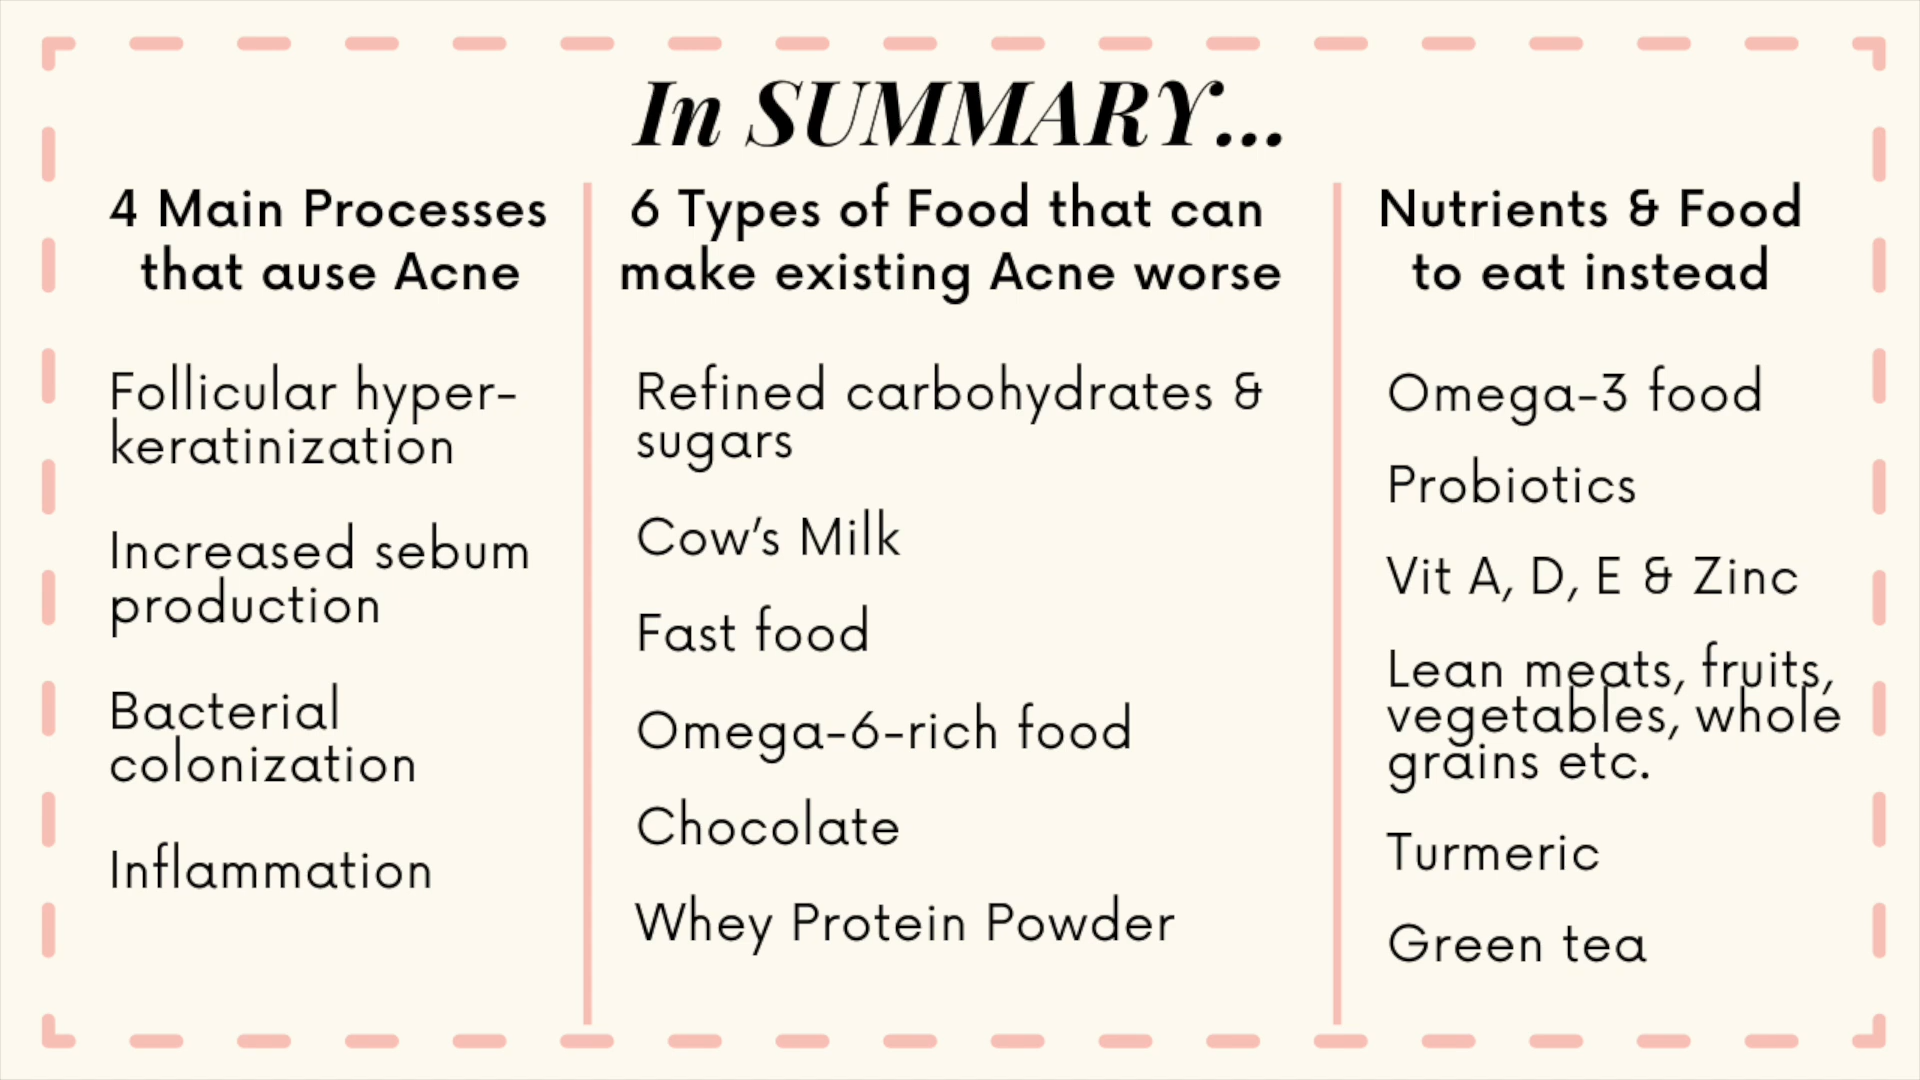 In SUMMARY...
4 Main Processes
that ause Acne
Follicular hyper-
keratinization
Increased sebum
production
Bacterial
colonization
Inflammation
6 Types of Food that can
make existing Acne worse
Refined carbohydrates &
sugars
Cow’s Milk
Fast food
Omega-6-rich food
Chocolate
Whey Protein Powder
Nutrients & Food
to eat instead
Omega-3 food
Probiotics
Vit A, D, E & Zinc
Lean meats, fruits,
vegetables, whole
grains etc.
Turmeric
Green tea